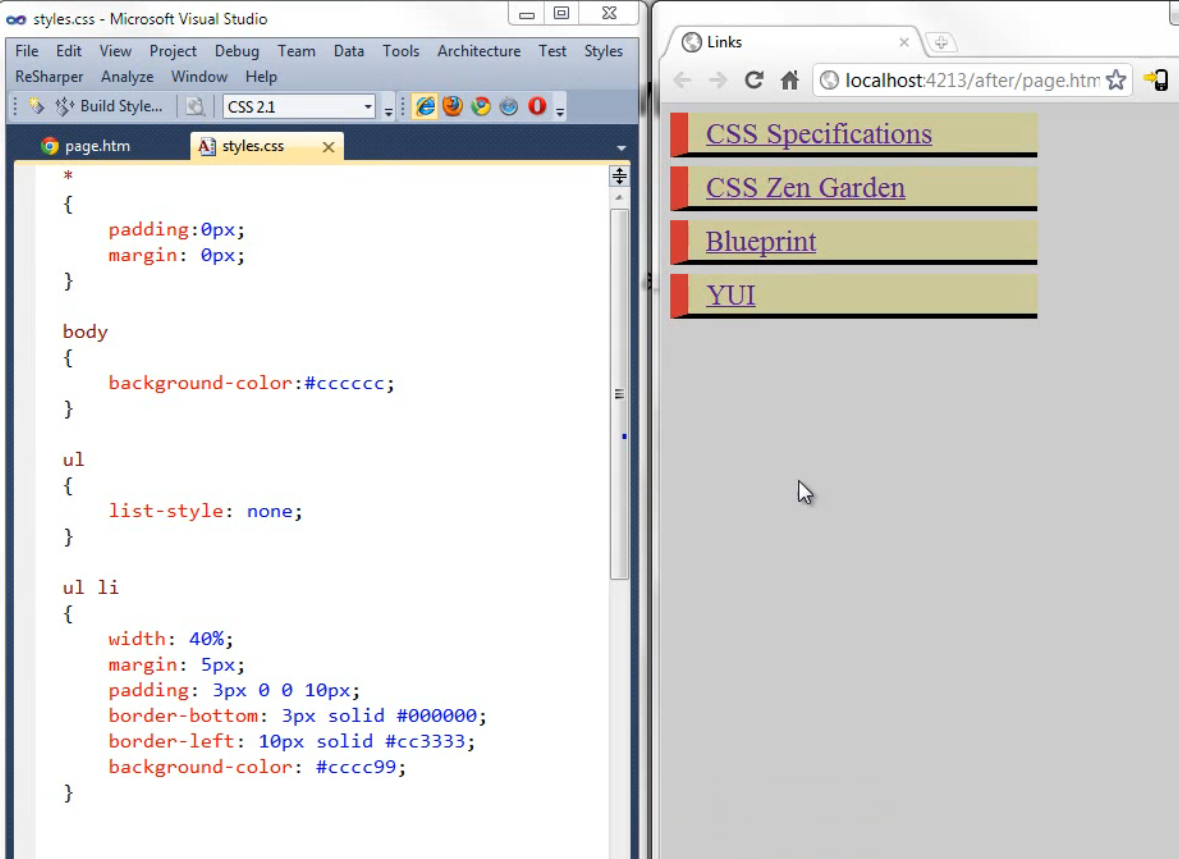 styles.css - Microsoft Visual Studio
File Edit View Project Debug Team Data Tools Architecture Test Styles
ReSharper Analyze Window Help
Build Style... CSS 2.1
page.htm styles.css
*
{
padding:0px;
margin: 0px;
}
body
{
background-color:#cccccc;
}
ul
{
list-style: none;
}
ul li
{
width: 40%;
margin: 5px;
padding: 3px 0 0 10px;
border-bottom: 3px solid #000000;
border-left: 10px solid #cc3333;
background-color: #cccc99;
}
Links
localhost:4213/after/page.htm
CSS Specifications
CSS Zen Garden
Blueprint
YUI